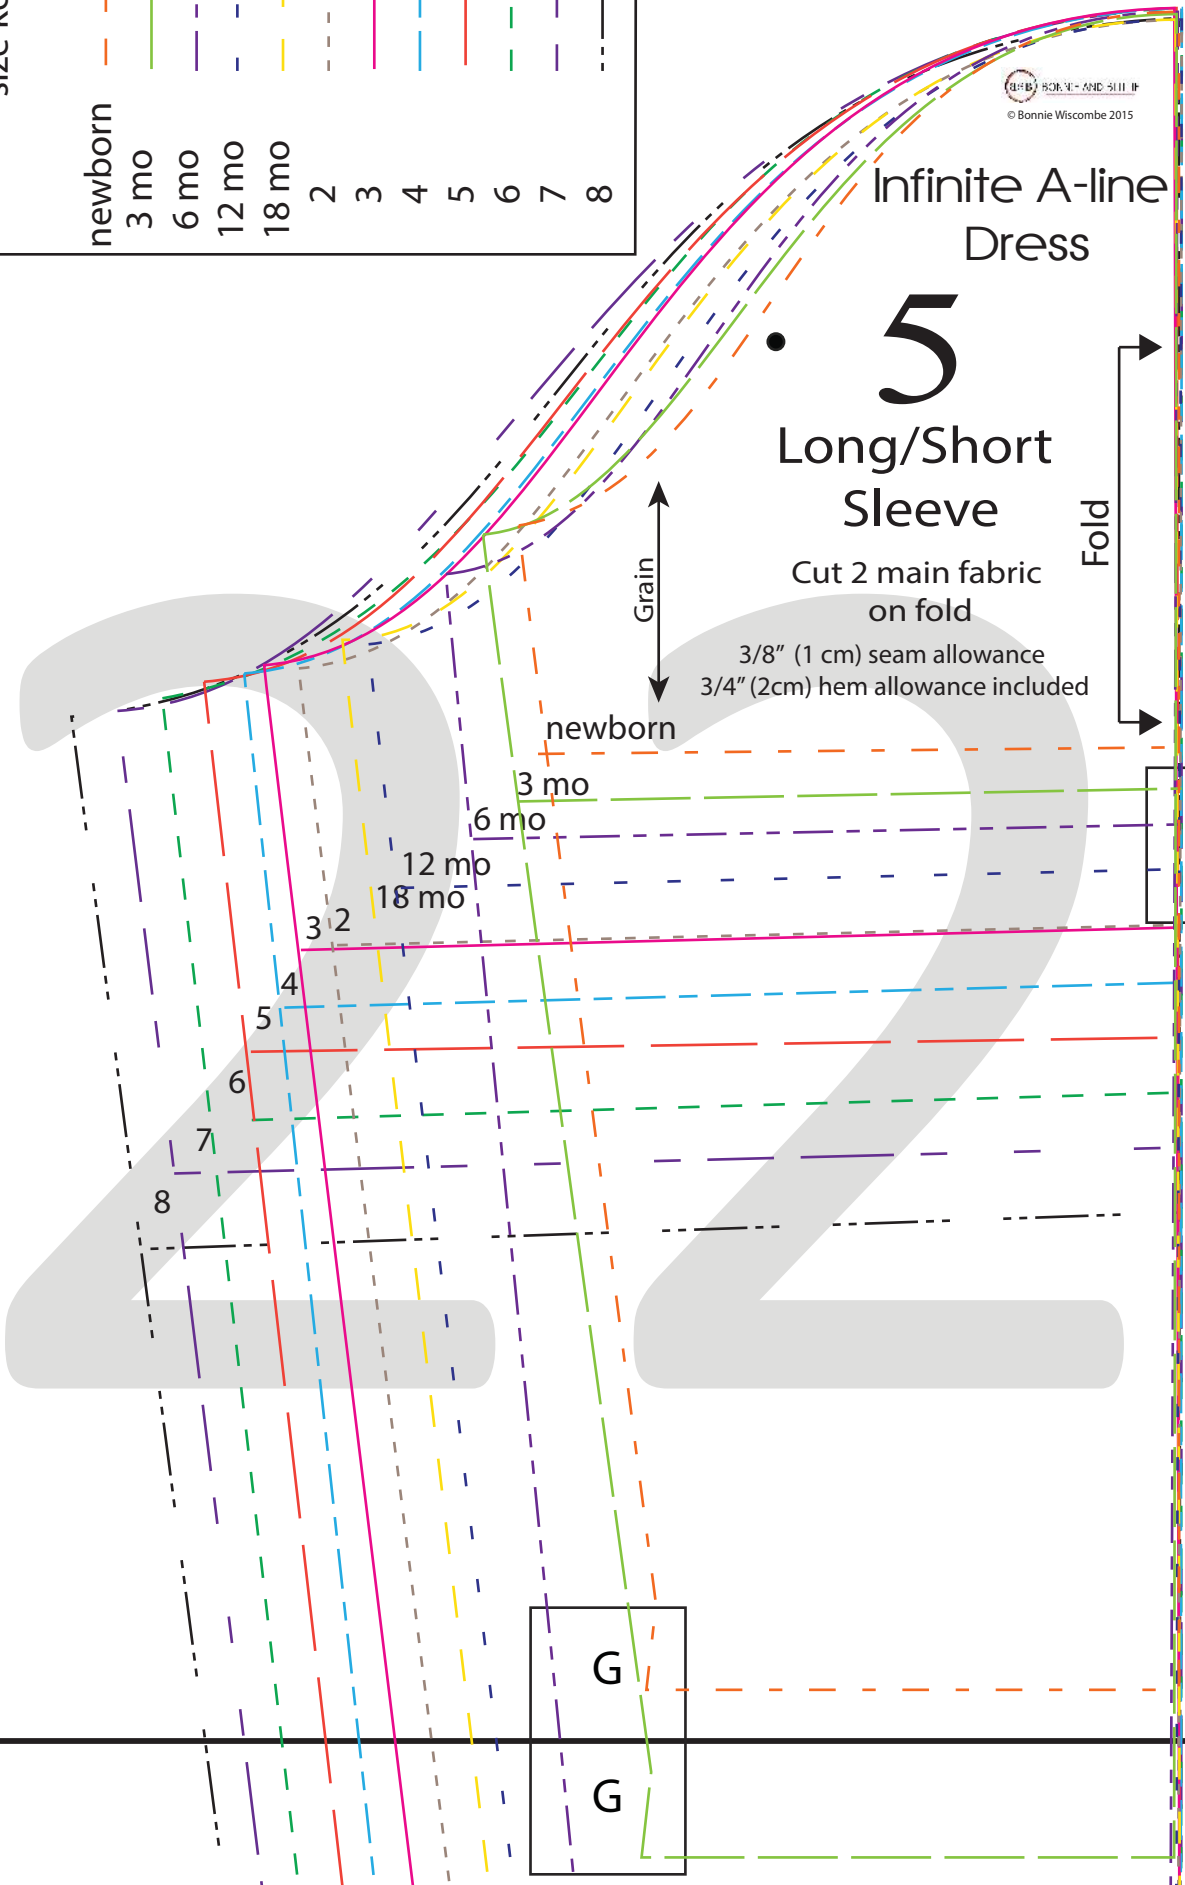 newborn
3 mo
6 mo
12 mo
18 mo
2
3
4
5
6
7
8
© Bonnie Wiscombe 2015
Infinite A-line
Dress
5
Long/Short
Sleeve
Cut 2 main fabric
on fold
3/8" (1 cm) seam allowance
3/4" (2cm) hem allowance included
Grain
Fold
newborn
3 mo
6 mo
12 mo
18 mo
2
3
4
5
6
7
8
22
G
G